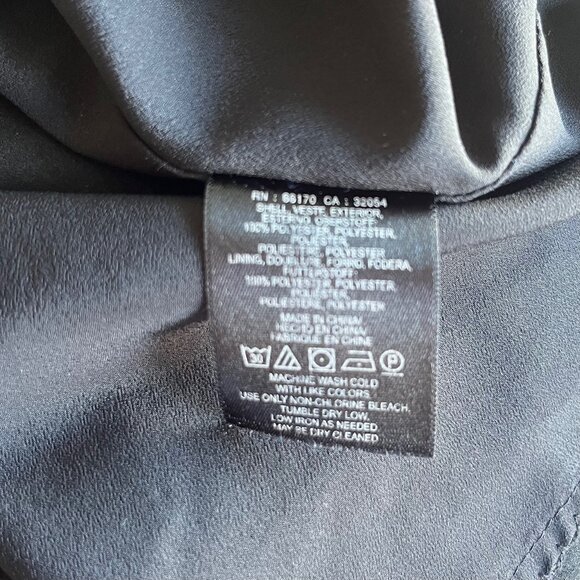 RN : 66170 CA : 32054
SHELL, VESTE, EXTERIOR,
ESTERNO, OBERSTOFF:
100% POLYESTER, POLYESTER,
POLIESTER,
POLIESTERE, POLYESTER
LINING, DOUBLURE, FORRO, FODERA,
FUTTERSTOFF:
100% POLYESTER, POLYESTER
POLIESTER,
POLIESTERE, POLYESTER
MADE IN CHINA/
HECHO EN CHINA/
FABRIQUE EN CHINE
30 P
MACHINE WASH COLD
WITH LIKE COLORS.
USE ONLY NON-CHLORINE BLEACH.
TUMBLE DRY LOW.
LOW IRON AS NEEDED
MAY BE DRY CLEANED